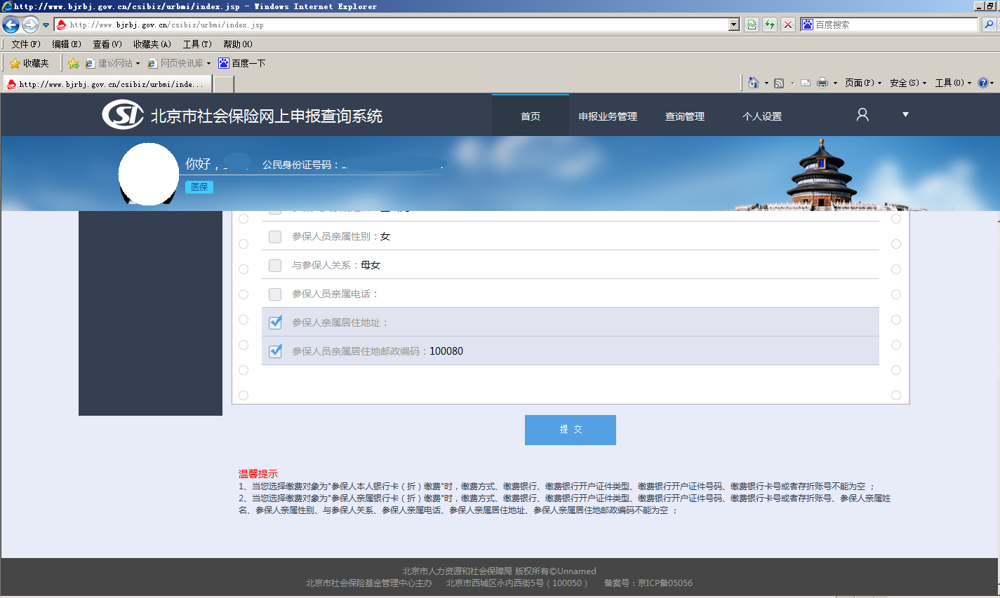 http://www.bjrbj.gov.cn/csibiz/urbmi/index.jsp - Windows Internet Explorer
http://www.bjrbj.gov.cn/csibiz/urbmi/index.jsp
百度搜索
文件(F) 编辑(E) 查看(V) 收藏夹(A) 工具(T) 帮助(H)
收藏夹 建议网站 网页快讯库 百度一下
http://www.bjrbj.gov.cn/csibiz/urbmi/inde...
页面(P) 安全(S) 工具(O)
CSI 北京市社会保险网上申报查询系统 首页 申报业务管理 查询管理 个人设置
你好, 公民身份证号码:
医保
参保人员亲属性别:女
与参保人关系:母女
参保人员亲属电话:
参保人亲属居住地址:
参保人员亲属居住地邮政编码:100080
提 交
温馨提示
1、当您选择缴费对象为"参保人本人银行卡(折)缴费"时,缴费方式、缴费银行、缴费银行开户证件类型、缴费银行开户证件号码、缴费银行卡号或者存折账号不能为空 ;
2、当您选择缴费对象为"参保人亲属银行卡(折)缴费"时,缴费方式、缴费银行、缴费银行开户证件类型、缴费银行开户证件号码、缴费银行卡号或者存折账号、参保人亲属姓
名、参保人亲属性别、与参保人关系、参保人亲属电话、参保人亲属居住地址、参保人亲属居住地邮政编码不能为空 ;
北京市人力资源和社会保障局 版权所有©Unnamed
北京市社会保险基金管理中心主办 北京市西城区永内西街5号(100050) 备案号:京ICP备05056